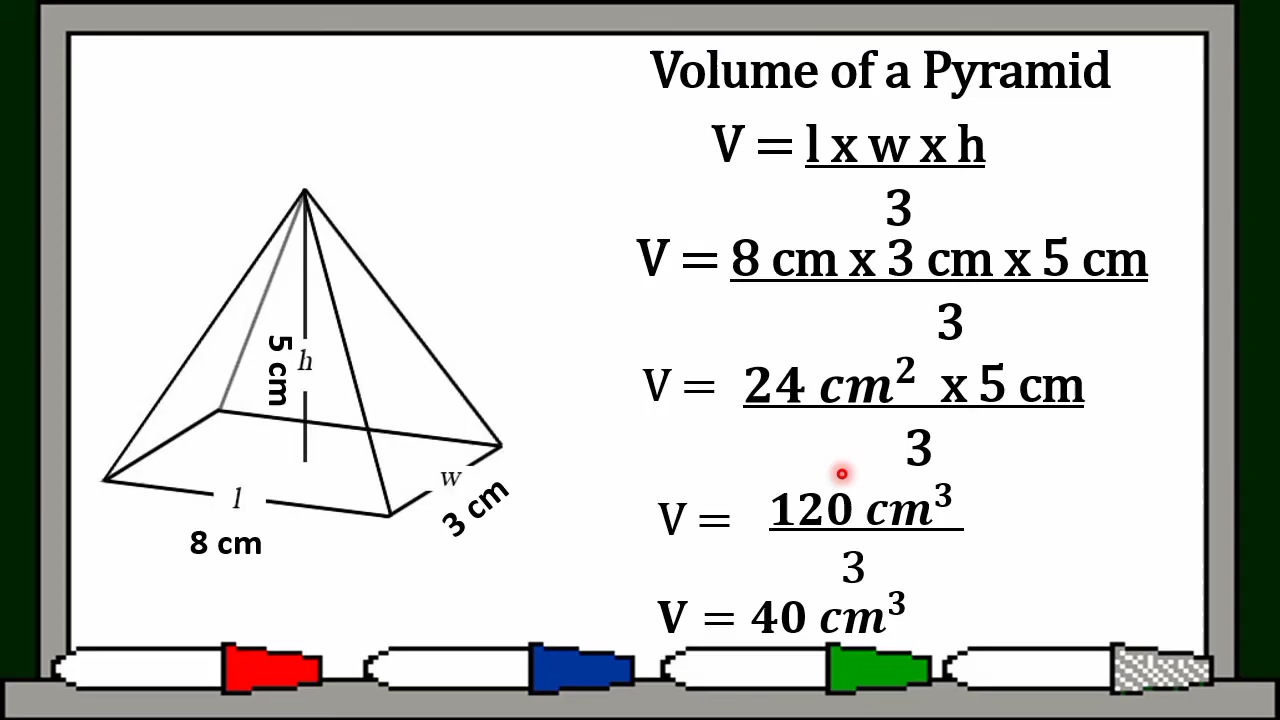 Volume of a Pyramid
V = l x w x h
3
V = 8 cm x 3 cm x 5 cm
3
V = 24 cm² x 5 cm
3
V = 120 cm³
3
V = 40 cm³
5 cm
h
l
w
8 cm
3 cm